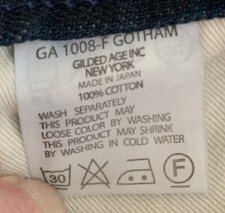 GA 1008-F GOTHAM
GILDED AGE INC
NEW YORK
MADE IN JAPAN
100% COTTON
WASH SEPARATELY
THIS PRODUCT MAY
LOOSE COLOR BY WASHING
THIS PRODUCT MAY SHRINK
BY WASHING IN COLD WATER
30 F